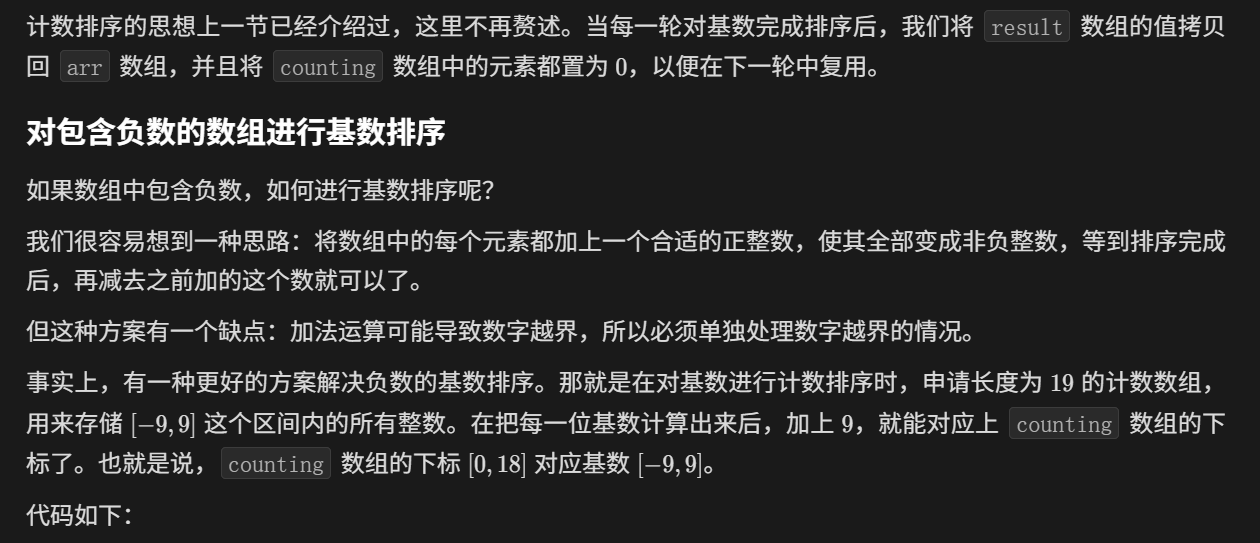 计数排序的思想上一节已经介绍过，这里不再赘述。当每一轮对基数完成排序后，我们将 result 数组的值拷贝
回 arr 数组，并且将 counting 数组中的元素都置为 0，以便在下一轮中复用。
对包含负数的数组进行基数排序
如果数组中包含负数，如何进行基数排序呢？
我们很容易想到一种思路：将数组中的每个元素都加上一个合适的正整数，使其全部变成非负整数，等到排序完成
后，再减去之前加的这个数就可以了。
但这种方案有一个缺点：加法运算可能导致数字越界，所以必须单独处理数字越界的情况。
事实上，有一种更好的方案解决负数的基数排序。那就是在对基数进行计数排序时，申请长度为 19 的计数数组，
用来存储 [−9, 9] 这个区间内的所有整数。在把每一位基数计算出来后，加上 9，就能对应上 counting 数组的下
标了。也就是说， counting 数组的下标 [0, 18] 对应基数 [−9, 9]。
代码如下：